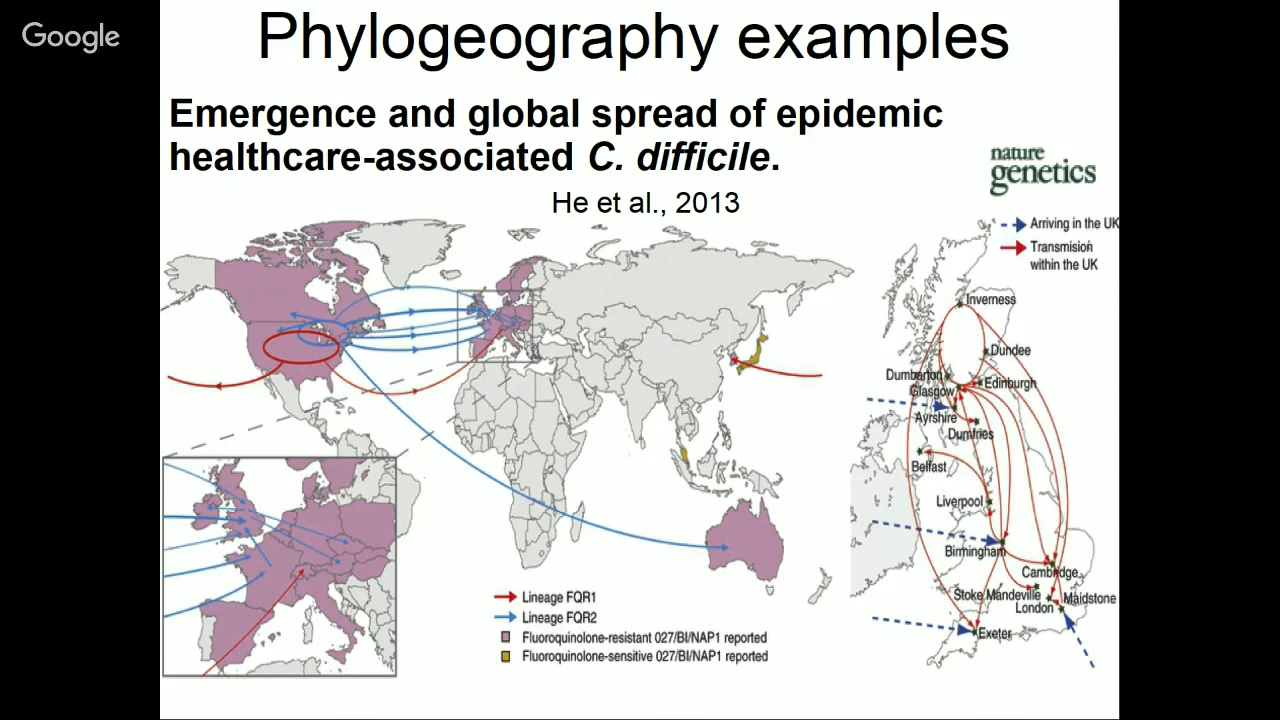 Google
Phylogeography examples
Emergence and global spread of epidemic
healthcare-associated C. difficile.
He et al., 2013
nature
genetics
Arriving in the UK
Transmision
within the UK
Inverness
Dundee
Dumbarton
Edinburgh
Glasgow
Ayrshire
Dumfries
Belfast
Liverpool
Birmingham
Cambridge
Stoke Mandeville
London
Maidstone
Exeter
Lineage FQR1
Lineage FQR2
Fluoroquinolone-resistant 027/BI/NAP1 reported
Fluoroquinolone-sensitive 027/BI/NAP1 reported